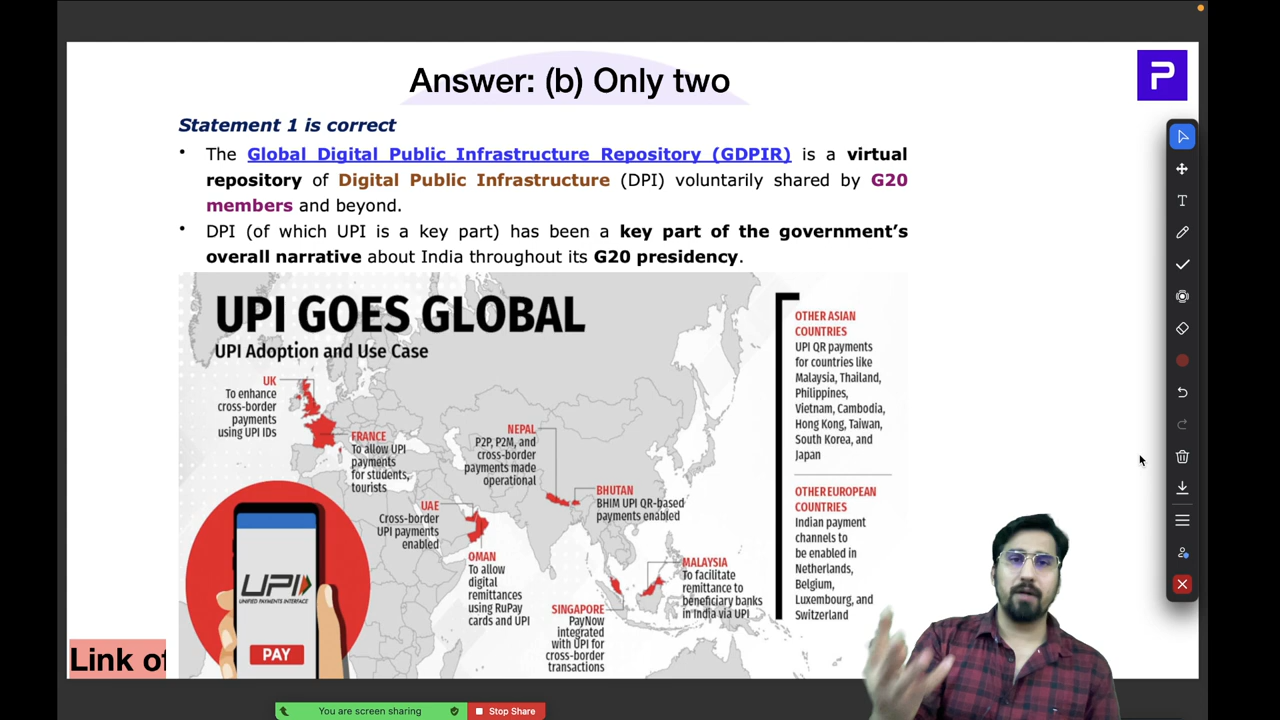 Answer: (b) Only two
P
Statement 1 is correct
• The Global Digital Public Infrastructure Repository (GDPIR) is a virtual
repository of Digital Public Infrastructure (DPI) voluntarily shared by G20
members and beyond.
• DPI (of which UPI is a key part) has been a key part of the government's
overall narrative about India throughout its G20 presidency.
UPI GOES GLOBAL
UPI Adoption and Use Case
UK
To enhance
cross-border
payments
using UPI IDs
FRANCE
To allow UPI
payments
for students,
tourists
NEPAL
P2P, P2M, and
cross-border
payments made
operational
BHUTAN
BHIM UPI QR-based
payments enabled
UAE
Cross-border
UPI payments
enabled
OMAN
To allow
digital
remittances
using RuPay
cards and UPI
SINGAPORE
PayNow
integrated
with UPI for
cross-border
transactions
MALAYSIA
To facilitate
remittance to
beneficiary banks
in India via UPI
OTHER ASIAN
COUNTRIES
UPI QR payments
for countries like
Malaysia, Thailand,
Philippines,
Vietnam, Cambodia,
Hong Kong, Taiwan,
South Korea, and
Japan
OTHER EUROPEAN
COUNTRIES
Indian payment
channels to
be enabled in
Netherlands,
Belgium,
Luxembourg, and
Switzerland
UPI
UNIFIED PAYMENTS INTERFACE
PAY
Link of
T
You are screen sharing
Stop Share